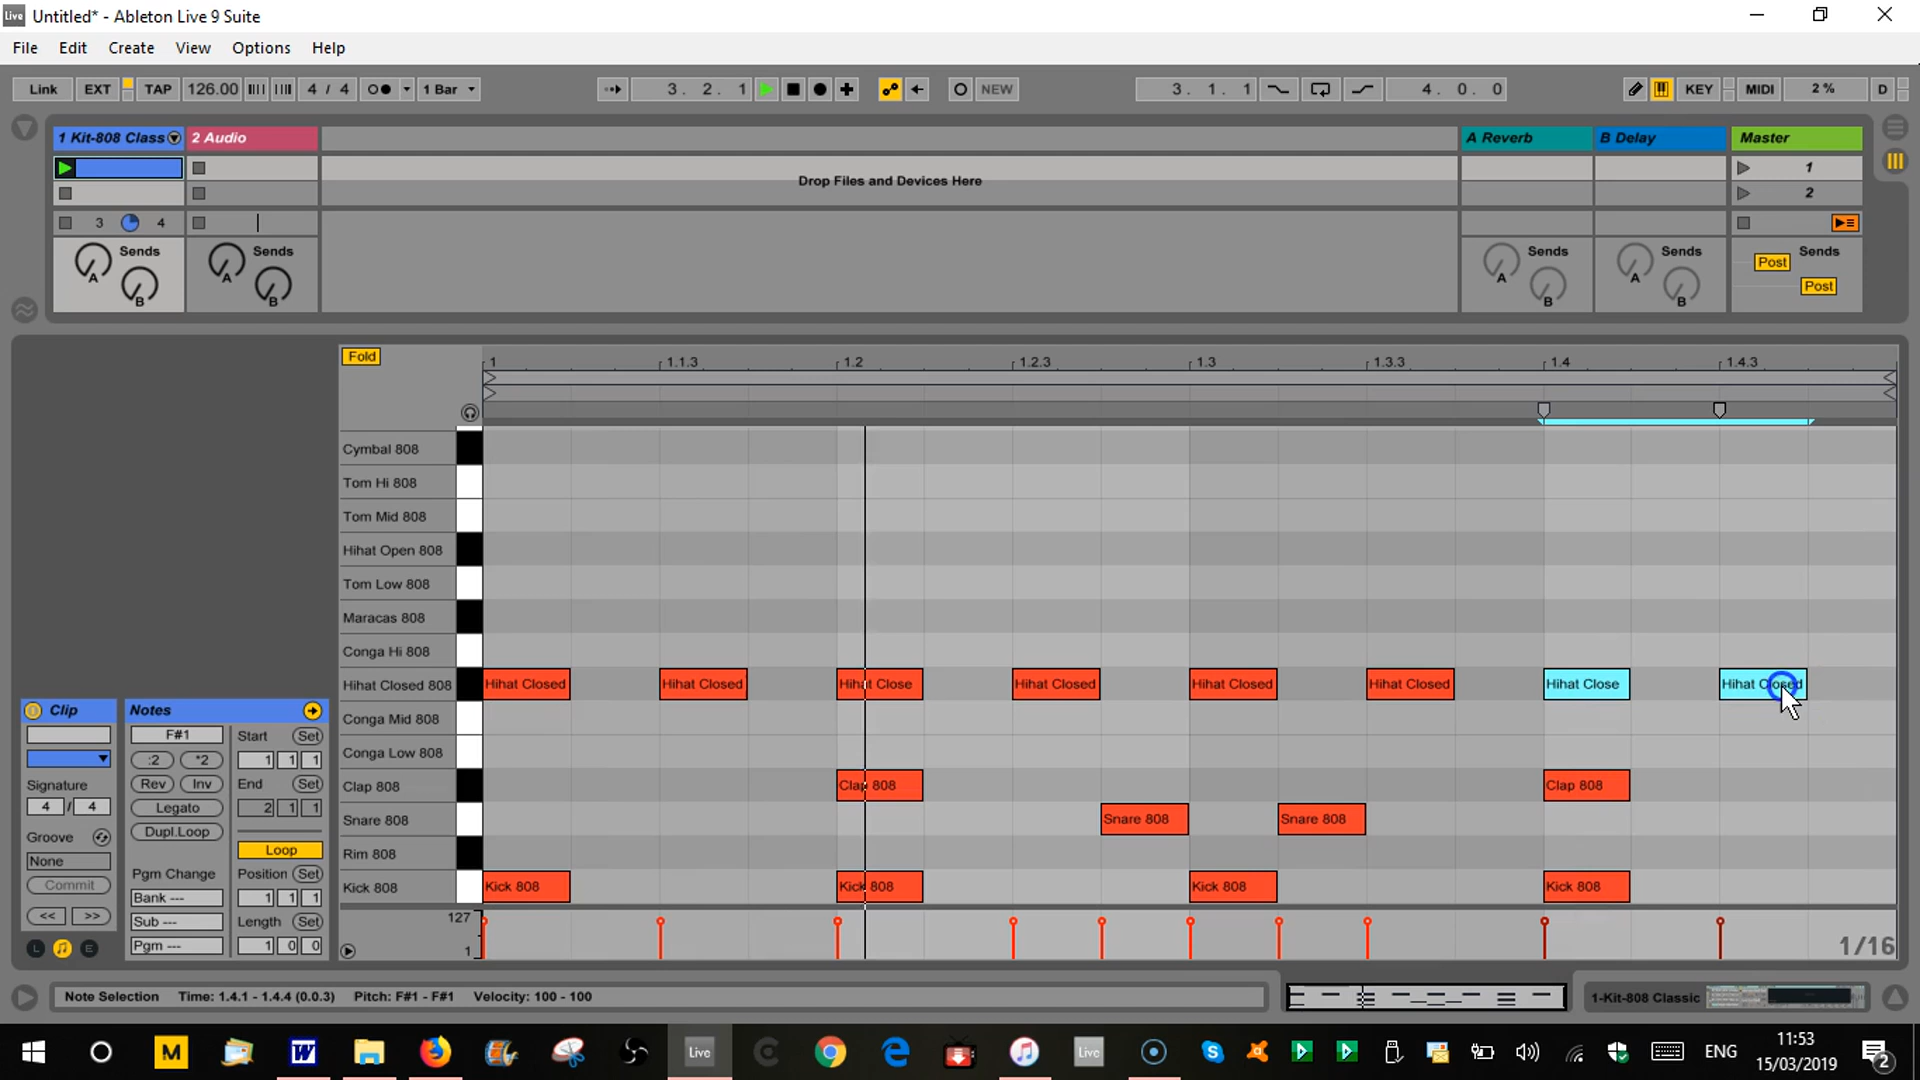 Live Untitled* - Ableton Live 9 Suite
File Edit Create View Options Help
Link EXT TAP 126.00 4 / 4 1 Bar 3. 2. 1 NEW 3. 1. 1 4. 0. 0 KEY MIDI 2 % D
1 Kit-808 Class 2 Audio A Reverb B Delay Master
Drop Files and Devices Here
1
2
3 4
Sends Sends Sends Sends Sends
A A A A Post
B B B B Post
Fold 1 1.1.3 1.2 1.2.3 1.3 1.3.3 1.4 1.4.3
Cymbal 808
Tom Hi 808
Tom Mid 808
Hihat Open 808
Tom Low 808
Maracas 808
Conga Hi 808
Hihat Closed 808 Hihat Closed Hihat Closed Hihat Close Hihat Closed Hihat Closed Hihat Closed Hihat Close Hihat Closed
Conga Mid 808
Conga Low 808
Clap 808 Clap 808 Clap 808
Snare 808 Snare 808 Snare 808
Rim 808
Kick 808 Kick 808 Kick 808 Kick 808 Kick 808
127
1
1/16
Clip Notes
F#1 Start Set
:2 *2 1 1 1
Signature Rev Inv End Set
4 / 4 Legato 2 1 1
Groove Dupl.Loop
None Loop
Commit Pgm Change Position Set
Bank --- 1 1 1
<< >> Sub --- Length Set
L E Pgm --- 1 0 0
Note Selection Time: 1.4.1 - 1.4.4 (0.0.3) Pitch: F#1 - F#1 Velocity: 100 - 100 1-Kit-808 Classic
M W Live Live ENG 11:53
15/03/2019 2